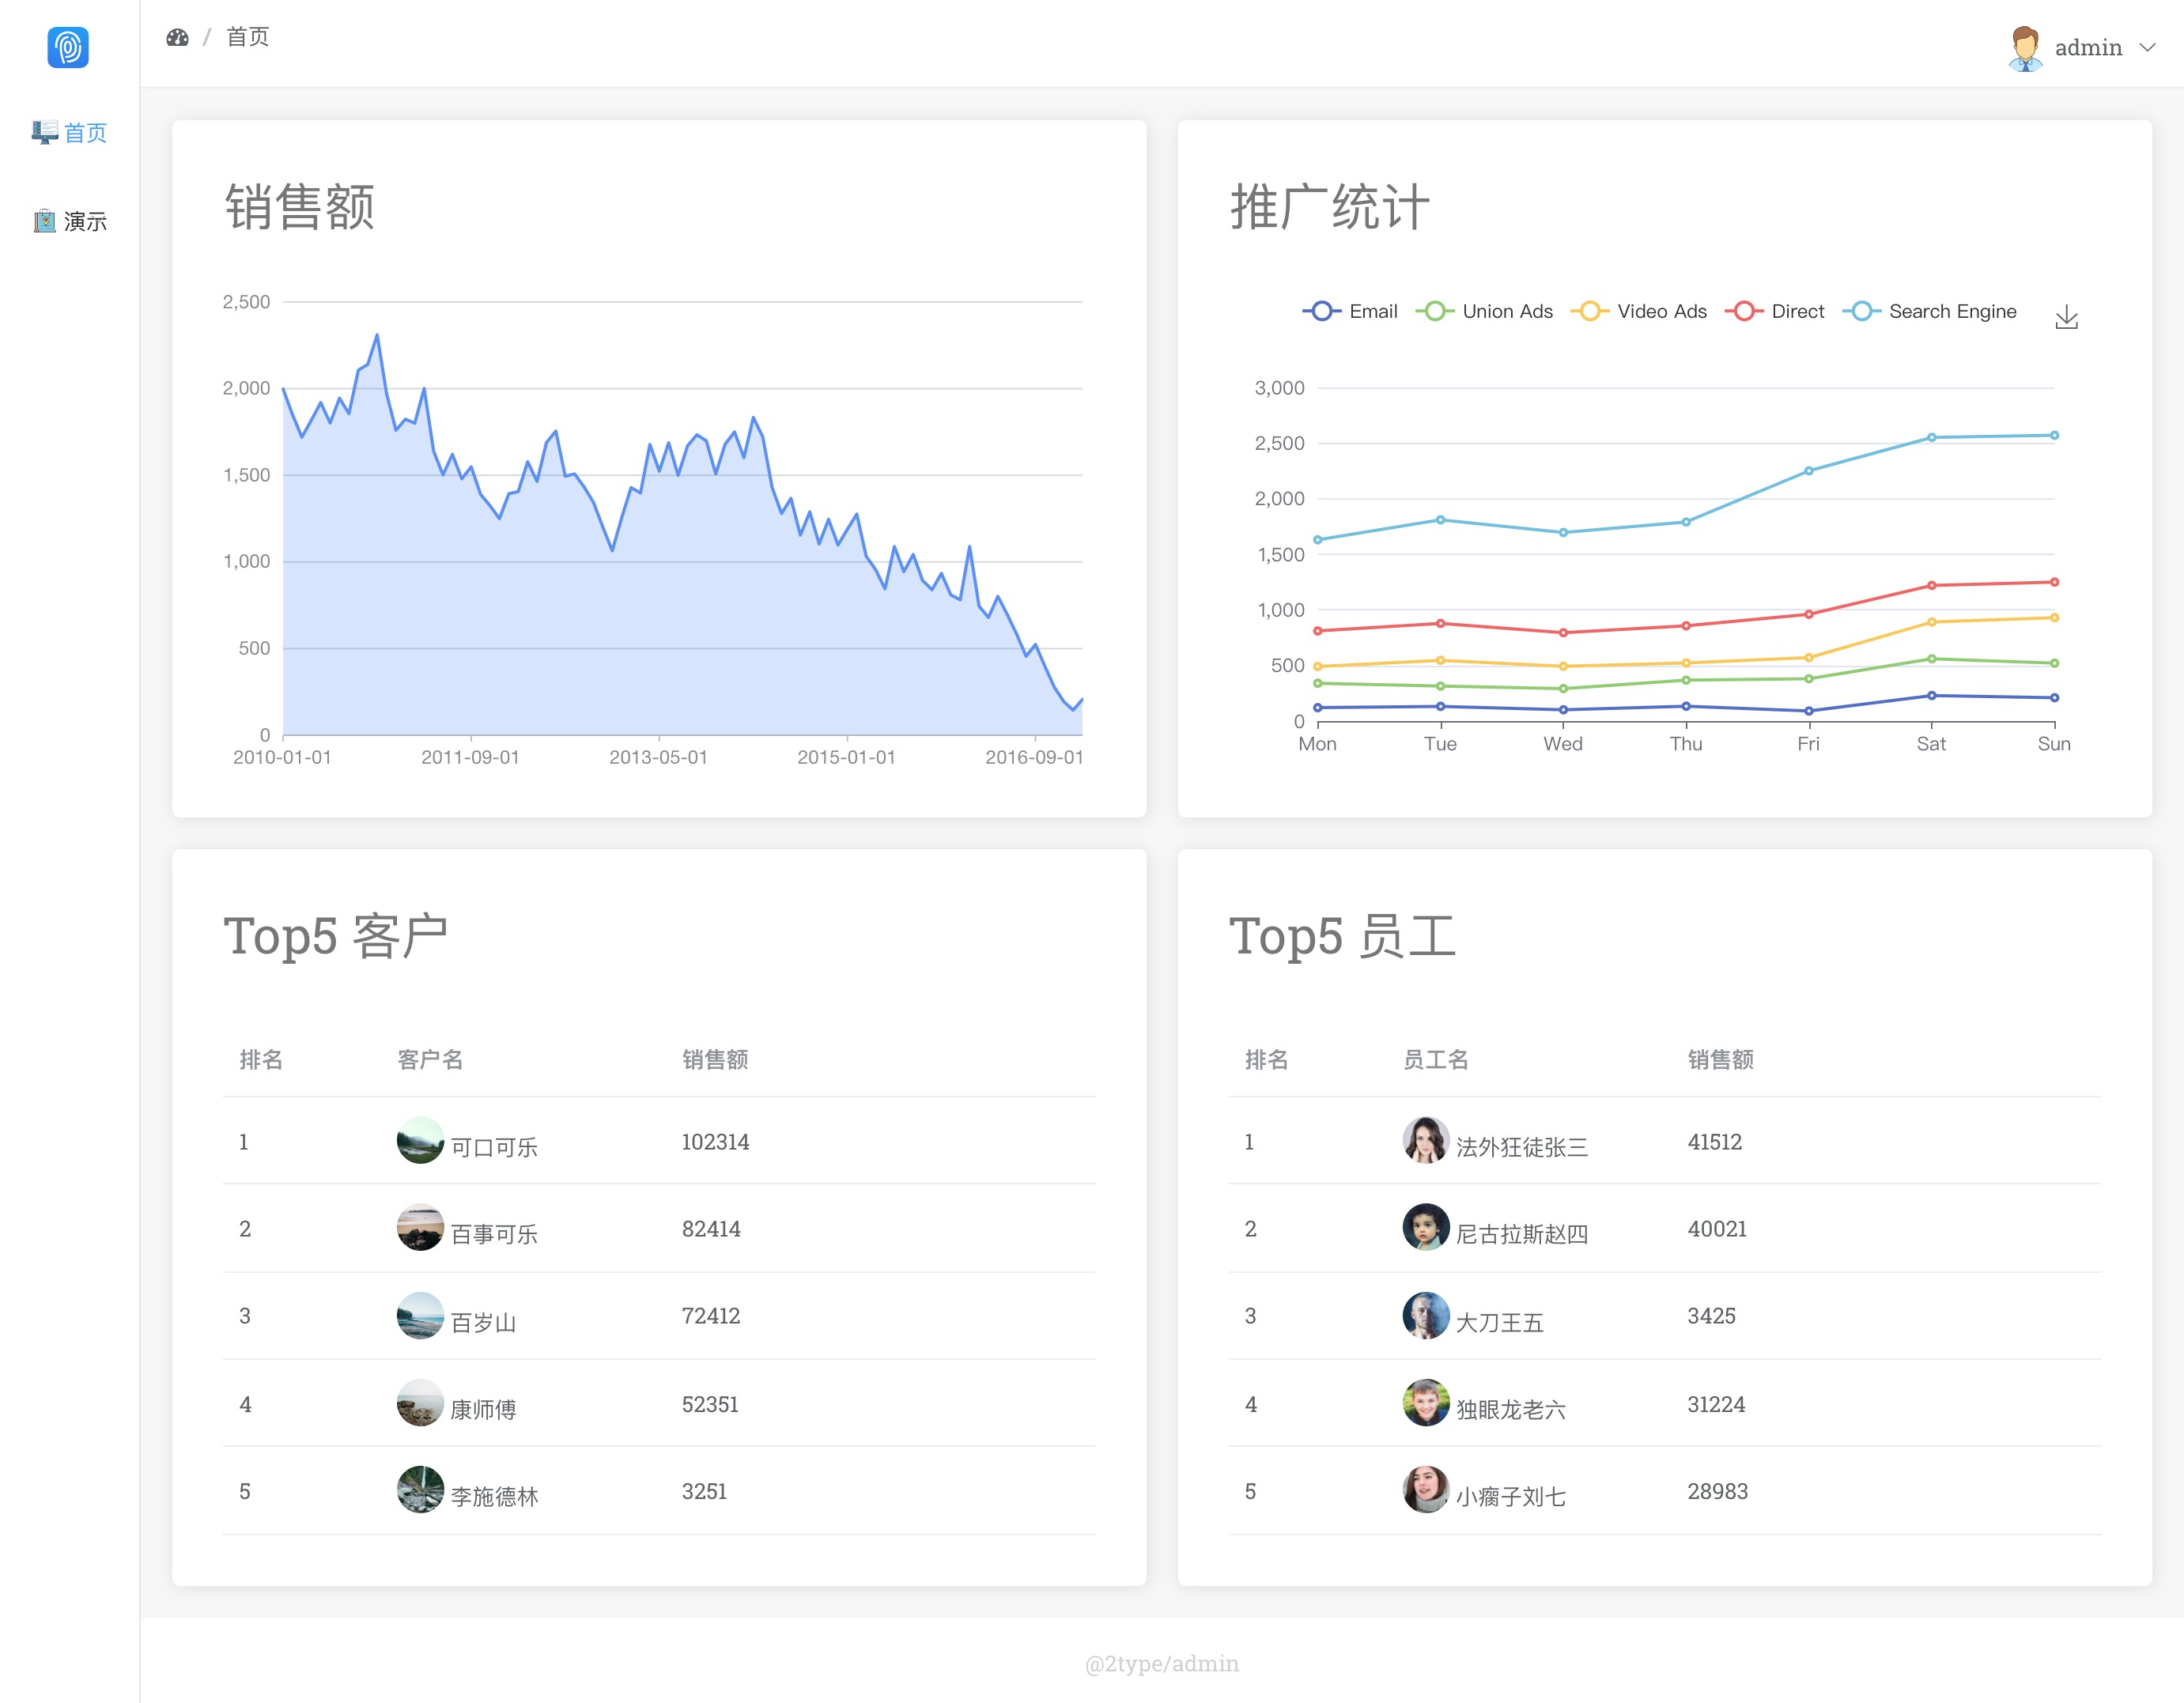 / 首页
admin
首页
演示
销售额
2,500
2,000
1,500
1,000
500
0
2010-01-01 2011-09-01 2013-05-01 2015-01-01 2016-09-01
推广统计
Email Union Ads Video Ads Direct Search Engine
3,000
2,500
2,000
1,500
1,000
500
0
Mon Tue Wed Thu Fri Sat Sun
Top5 客户
排名 客户名 销售额
1 可口可乐 102314
2 百事可乐 82414
3 百岁山 72412
4 康师傅 52351
5 李施德林 3251
Top5 员工
排名 员工名 销售额
1 法外狂徒张三 41512
2 尼古拉斯赵四 40021
3 大刀王五 3425
4 独眼龙老六 31224
5 小瘸子刘七 28983
@2type/admin